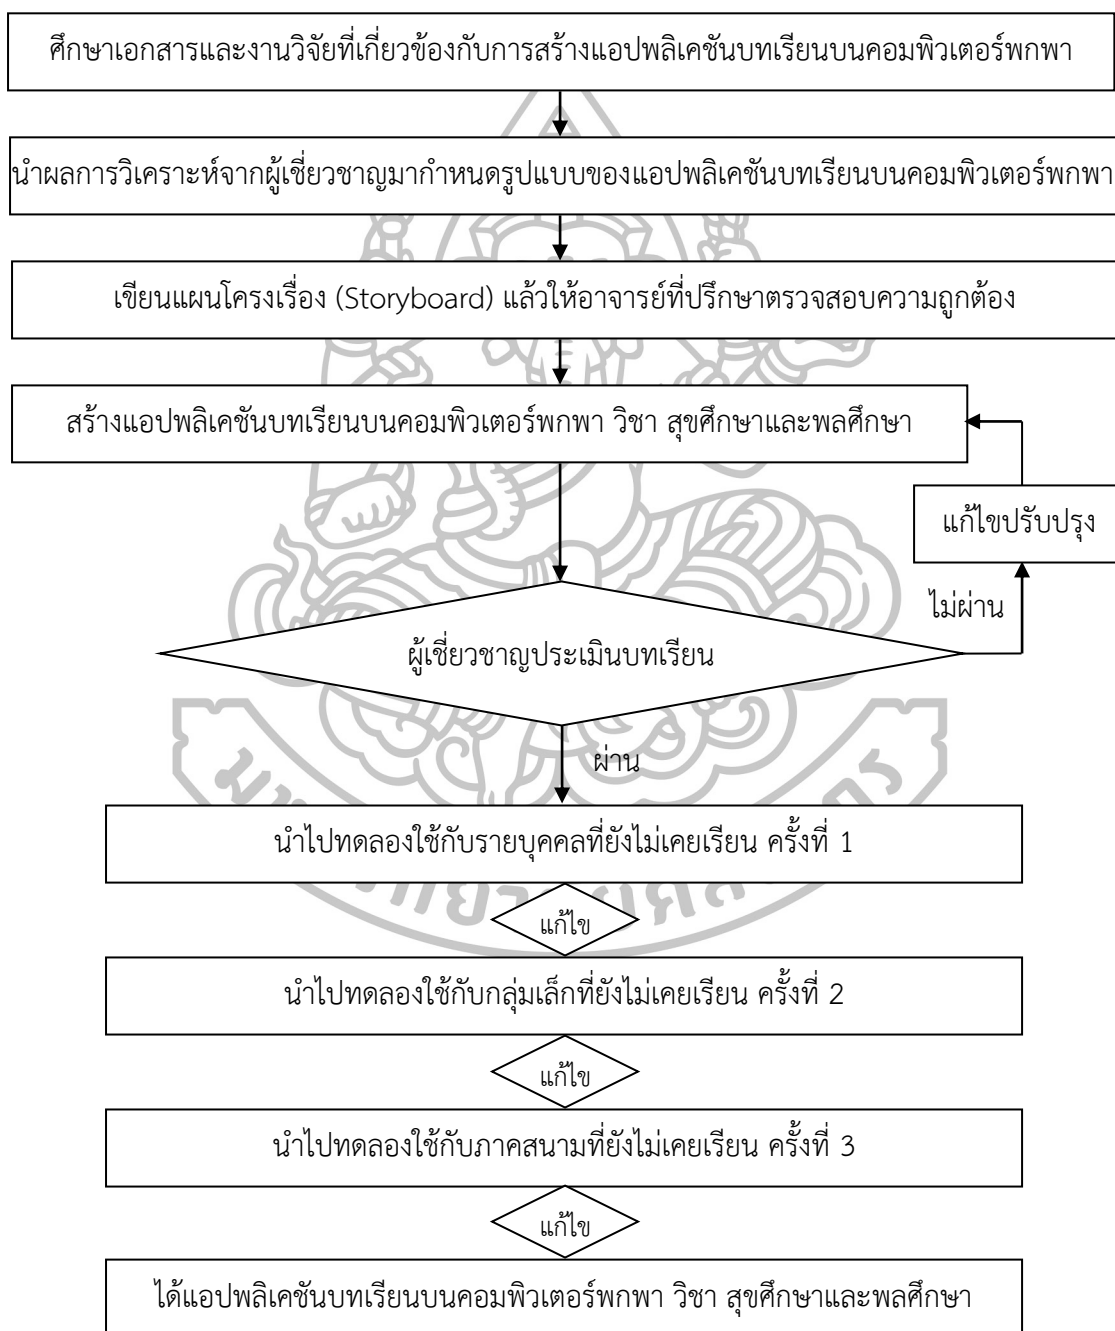 ศึกษาเอกสารและงานวิจัยที่เกี่ยวข้องกับการสร้างแอปพลิเคชันบทเรียนบนคอมพิวเตอร์พกพา
นำผลการวิเคราะห์จากผู้เชี่ยวชาญมากำหนดรูปแบบของแอปพลิเคชันบทเรียนบนคอมพิวเตอร์พกพา
เขียนแผนโครงเรื่อง (Storyboard) แล้วให้อาจารย์ที่ปรึกษาตรวจสอบความถูกต้อง
สร้างแอปพลิเคชันบทเรียนบนคอมพิวเตอร์พกพา วิชา สุขศึกษาและพลศึกษา
แก้ไขปรับปรุง
ไม่ผ่าน
ผู้เชี่ยวชาญประเมินบทเรียน
ผ่าน
นำไปทดลองใช้กับรายบุคคลที่ยังไม่เคยเรียน ครั้งที่ 1
แก้ไข
นำไปทดลองใช้กับกลุ่มเล็กที่ยังไม่เคยเรียน ครั้งที่ 2
แก้ไข
นำไปทดลองใช้กับภาคสนามที่ยังไม่เคยเรียน ครั้งที่ 3
แก้ไข
ได้แอปพลิเคชันบทเรียนบนคอมพิวเตอร์พกพา วิชา สุขศึกษาและพลศึกษา